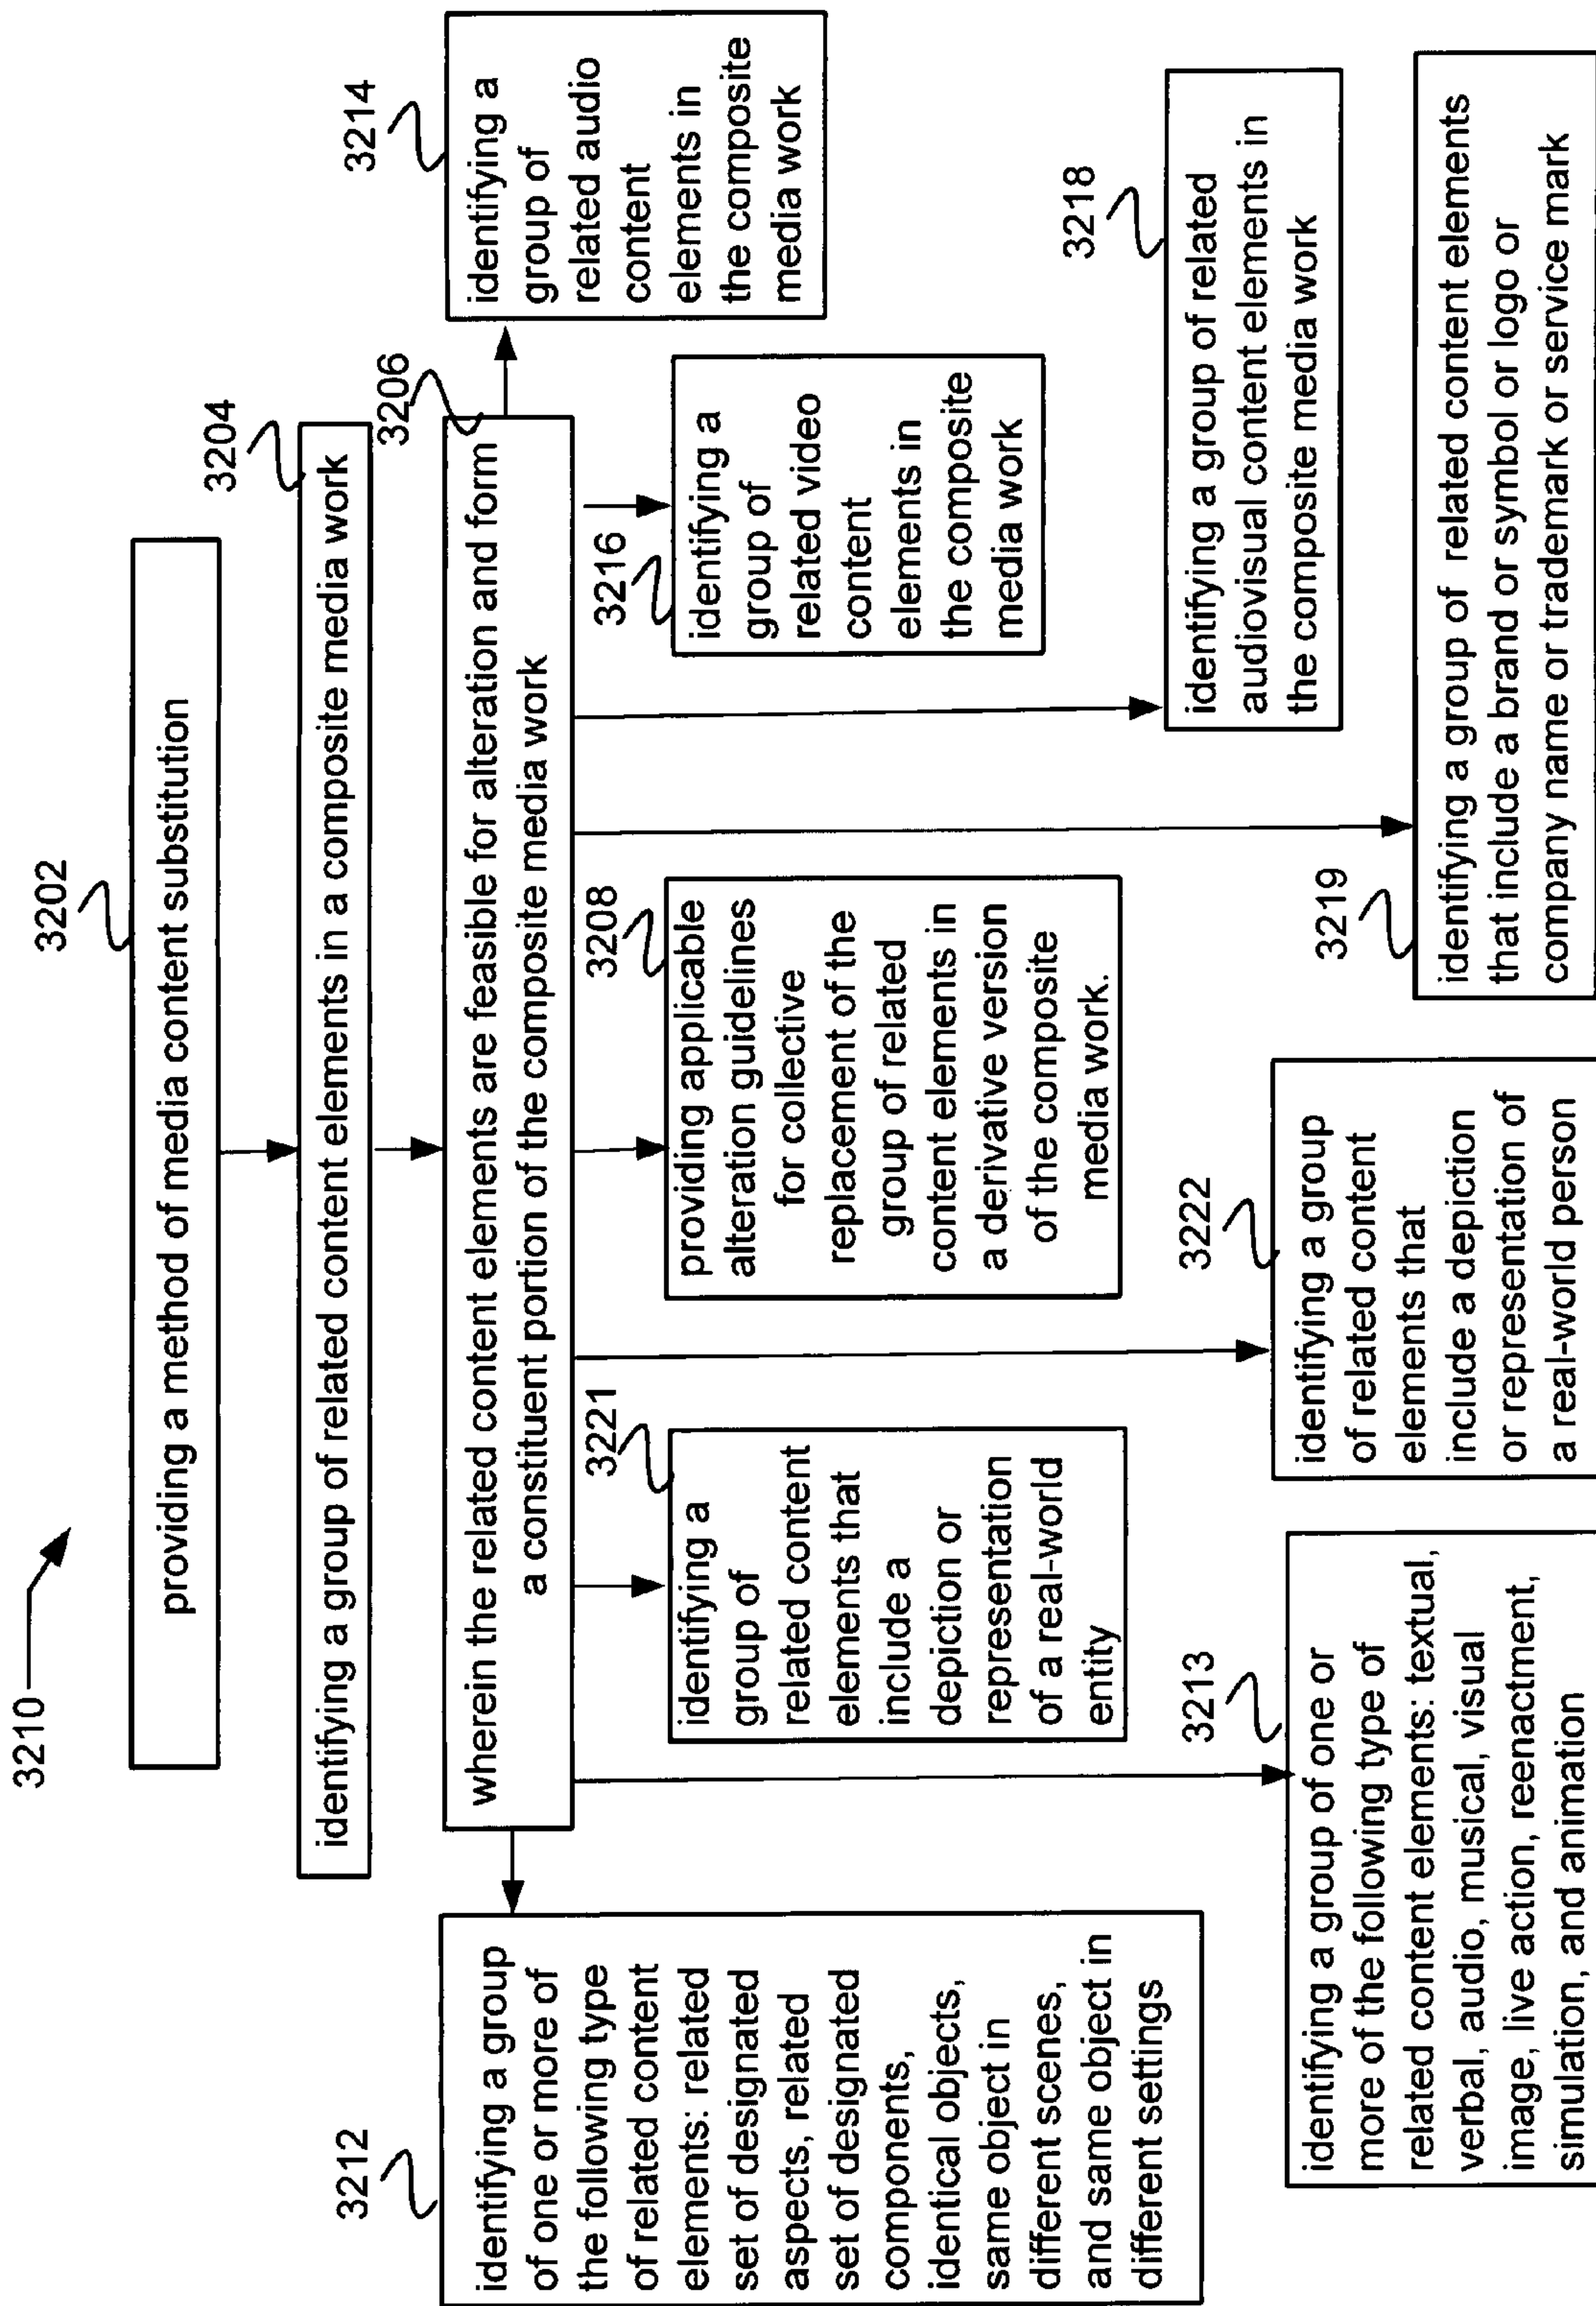 3210
3202
providing a method of media content substitution
3204
identifying a group of related content elements in a composite media work
3206
wherein the related content elements are feasible for alteration and form
a constituent portion of the composite media work
3212
identifying a group
of one or more of
the following type
of related content
elements: related
set of designated
aspects, related
set of designated
components,
identical objects,
same object in
different scenes,
and same object in
different settings
3221
identifying a
group of
related content
elements that
include a
depiction or
representation
of a real-world
entity
3208
providing applicable
alteration guidelines
for collective
replacement of the
group of related
content elements in
a derivative version
of the composite
media work.
3216
identifying a
group of
related video
content
elements in
the composite
media work
3214
identifying a
group of
related audio
content
elements in
the composite
media work
3213
identifying a group of one or
more of the following type of
related content elements: textual,
verbal, audio, musical, visual
image, live action, reenactment,
simulation, and animation
3222
identifying a group
of related content
elements that
include a depiction
or representation of
a real-world person
3218
identifying a group of related
audiovisual content elements in
the composite media work
3219
identifying a group of related content elements
that include a brand or symbol or logo or
company name or trademark or service mark